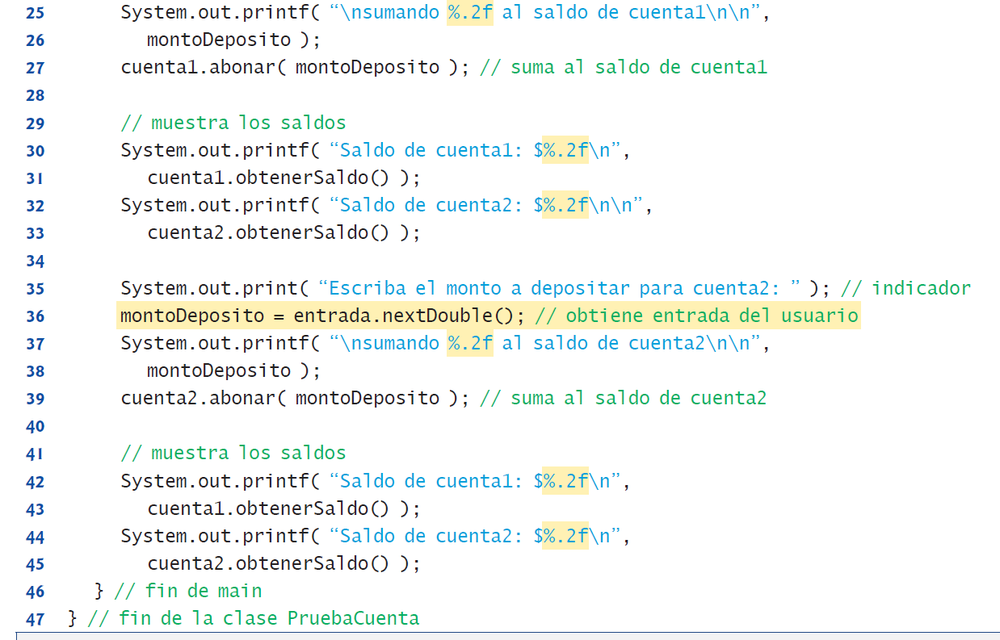 25 System.out.printf( “\nsumando %.2f al saldo de cuenta1\n\n”,
26 montoDeposito );
27 cuenta1.abonar( montoDeposito ); // suma al saldo de cuenta1
28
29 // muestra los saldos
30 System.out.printf( “Saldo de cuenta1: $%.2f\n”,
31 cuenta1.obtenerSaldo() );
32 System.out.printf( “Saldo de cuenta2: $%.2f\n\n”,
33 cuenta2.obtenerSaldo() );
34
35 System.out.print( “Escriba el monto a depositar para cuenta2: ” ); // indicador
36 montoDeposito = entrada.nextDouble(); // obtiene entrada del usuario
37 System.out.printf( “\nsumando %.2f al saldo de cuenta2\n\n”,
38 montoDeposito );
39 cuenta2.abonar( montoDeposito ); // suma al saldo de cuenta2
40
41 // muestra los saldos
42 System.out.printf( “Saldo de cuenta1: $%.2f\n”,
43 cuenta1.obtenerSaldo() );
44 System.out.printf( “Saldo de cuenta2: $%.2f\n”,
45 cuenta2.obtenerSaldo() );
46 } // fin de main
47 } // fin de la clase PruebaCuenta